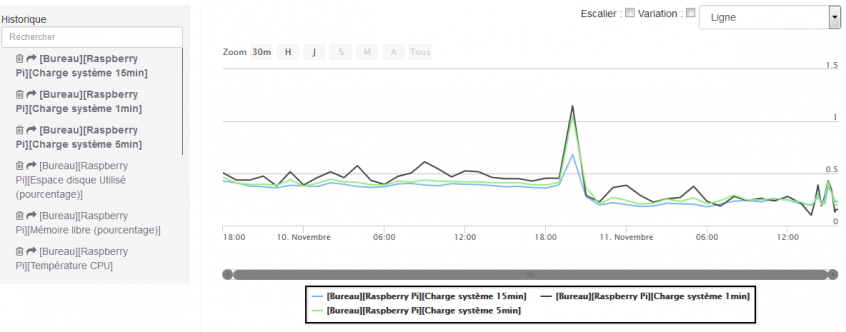 Historique
Rechercher
[Bureau][Raspberry
Pi][Charge système 15min]
[Bureau][Raspberry
Pi][Charge système 1min]
[Bureau][Raspberry
Pi][Charge système 5min]
[Bureau][Raspberry
Pi][Espace disque Utilisé
(pourcentage)]
[Bureau][Raspberry
Pi][Mémoire libre (pourcentage)]
[Bureau][Raspberry
Pi][Température CPU]
Escalier : Variation : Ligne
Zoom 30m H J S M A Tous
1.5
1
0.5
0
18:00 10. Novembre 06:00 12:00 18:00 11. Novembre 06:00 12:00
[Bureau][Raspberry Pi][Charge système 15min] [Bureau][Raspberry Pi][Charge système 1min]
[Bureau][Raspberry Pi][Charge système 5min]